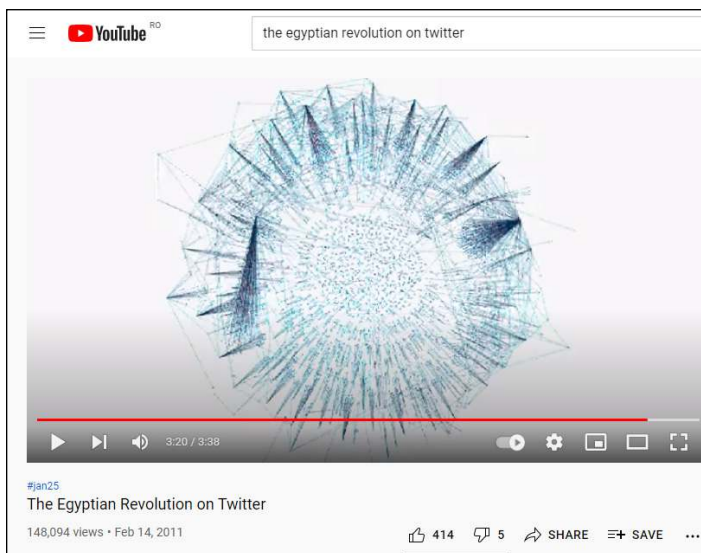 YouTube RO
the egyptian revolution on twitter
3:20 / 3:38
#jan25
The Egyptian Revolution on Twitter
148,094 views • Feb 14, 2011
414 5 SHARE SAVE ...